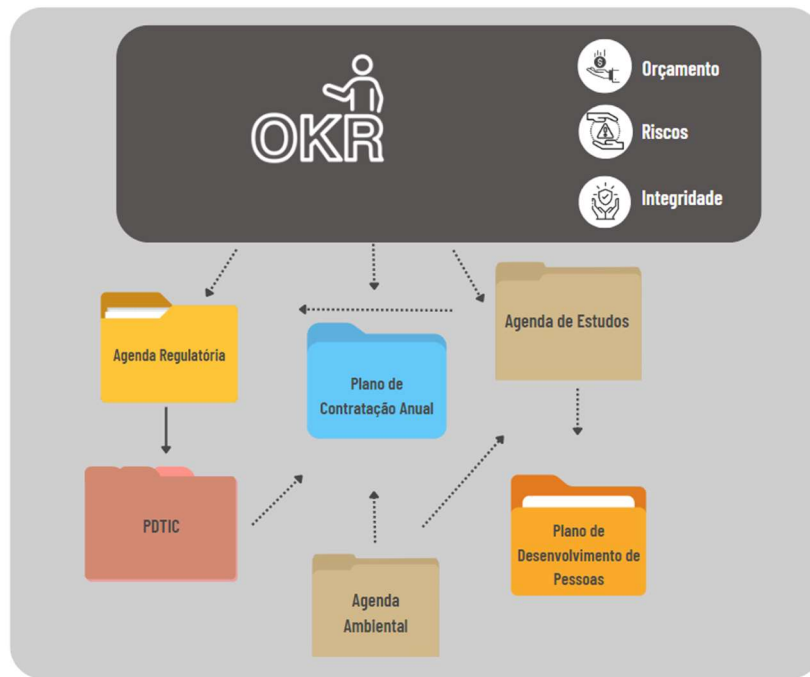 OKR
Orçamento
Riscos
Integridade
Agenda Regulatória
Plano de
Contratação Anual
Agenda de Estudos
PDTIC
Agenda
Ambiental
Plano de
Desenvolvimento de
Pessoas